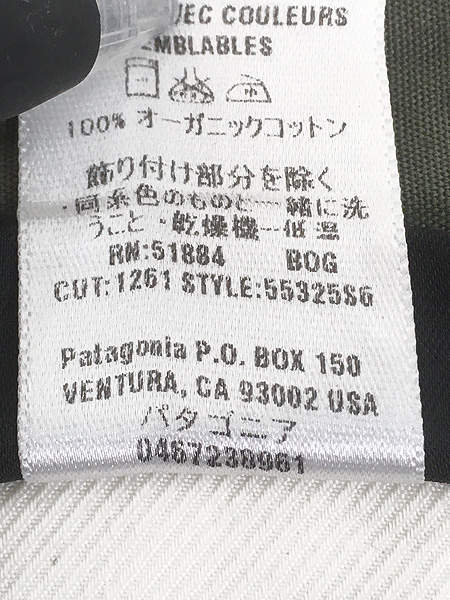 VEC COULEURS
EMBLABLES
100% オーガニックコットン
飾り付け部分を除く
・同系色のものと一緒に洗
うこと・乾燥機―低温
RN:51884 BOG
CUT:1261 STYLE:55325S6
Patagonia P.O. BOX 150
VENTURA, CA 93002 USA
パタゴニア
0467238961